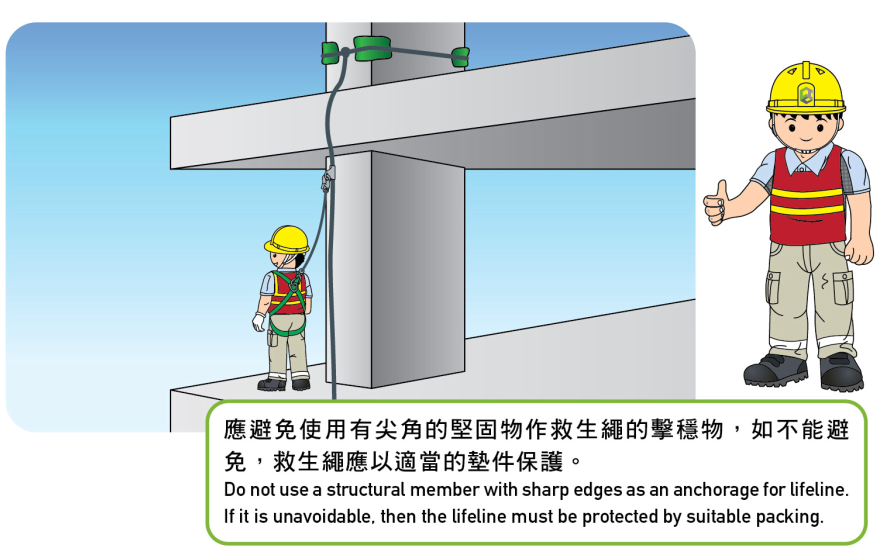 應避免使用有尖角的堅固物作救生繩的擊穩物，如不能避
免，救生繩應以適當的墊件保護。
Do not use a structural member with sharp edges as an anchorage for lifeline.
If it is unavoidable, then the lifeline must be protected by suitable packing.